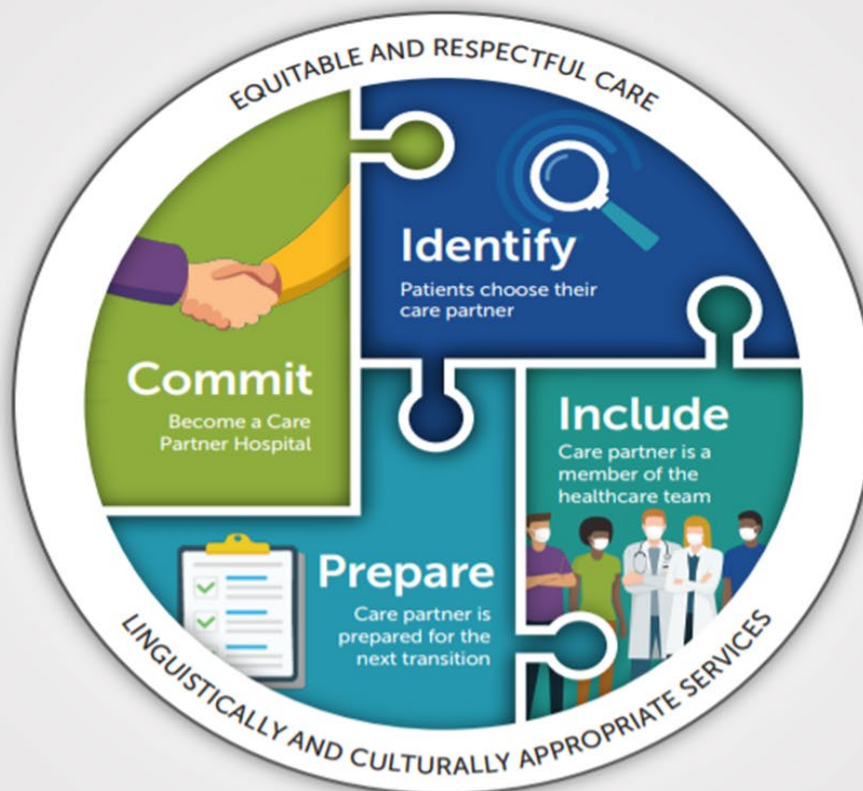 EQUITABLE AND RESPECTFUL CARE
Commit
Become a Care
Partner Hospital
Identify
Patients choose their
care partner
Include
Care partner is a
member of the
healthcare team
Prepare
Care partner is
prepared for the
next transition
LINGUISTICALLY AND CULTURALLY APPROPRIATE SERVICES